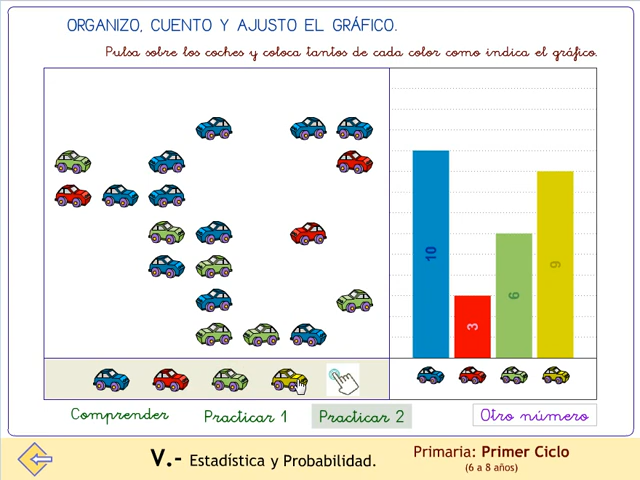 ORGANIZO, CUENTO Y AJUSTO EL GRÁFICO.
Pulsa sobre los coches y coloca tantos de cada color como indica el gráfico.
10
3
6
9
Comprender
Practicar 1
Practicar 2
Otro número
V.- Estadística y Probabilidad.
Primaria: Primer Ciclo
(6 a 8 años)